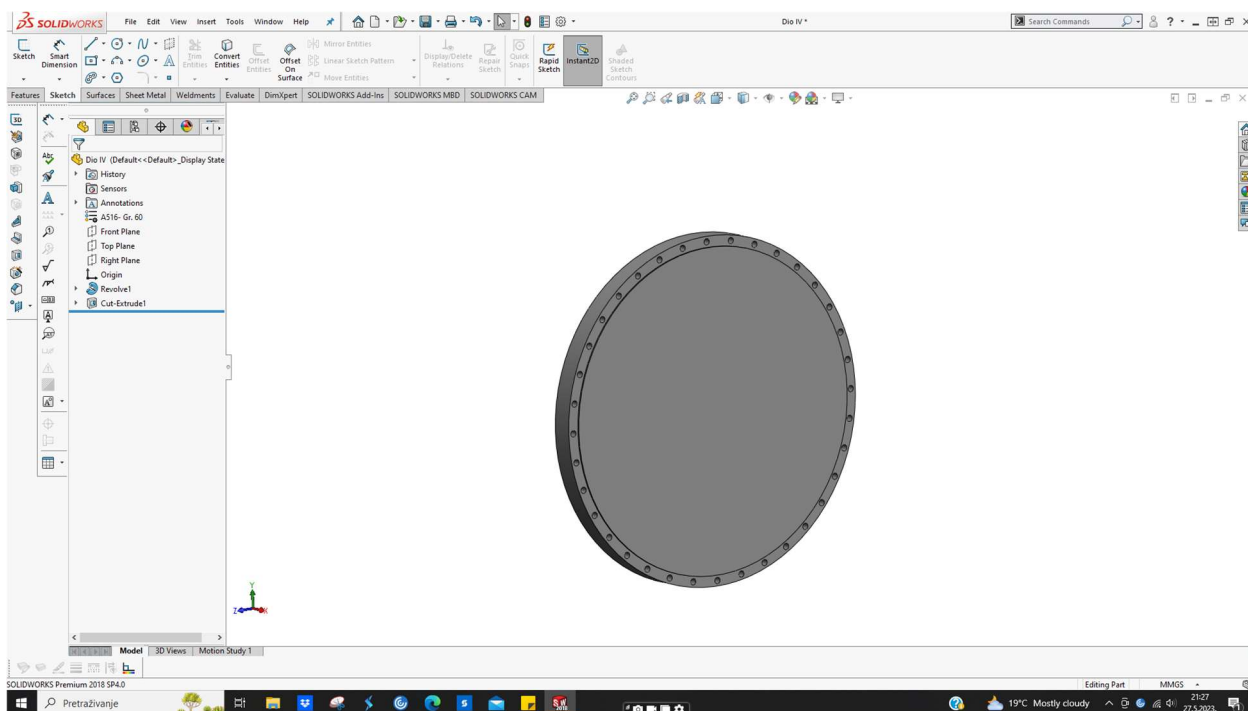 SOLIDWORKS File Edit View Insert Tools Window Help Dio IV * Search Commands
Sketch Smart Dimension Trim Entities Convert Entities Offset Entities Offset On Surface Mirror Entities Linear Sketch Pattern Move Entities Display/Delete Relations Repair Sketch Quick Snaps Rapid Sketch Instant2D Shaded Sketch Contours
Features Sketch Surfaces Sheet Metal Weldments Evaluate DimXpert SOLIDWORKS Add-Ins SOLIDWORKS MBD SOLIDWORKS CAM
Dio IV (Default<<Default>_Display State
History
Sensors
Annotations
A516- Gr. 60
Front Plane
Top Plane
Right Plane
Origin
Revolve1
Cut-Extrude1
Y
Z X
Model 3D Views Motion Study 1
SOLIDWORKS Premium 2018 SP4.0 Editing Part MMGS
Pretraživanje 19°C Mostly cloudy 21:27
27.5.2023.